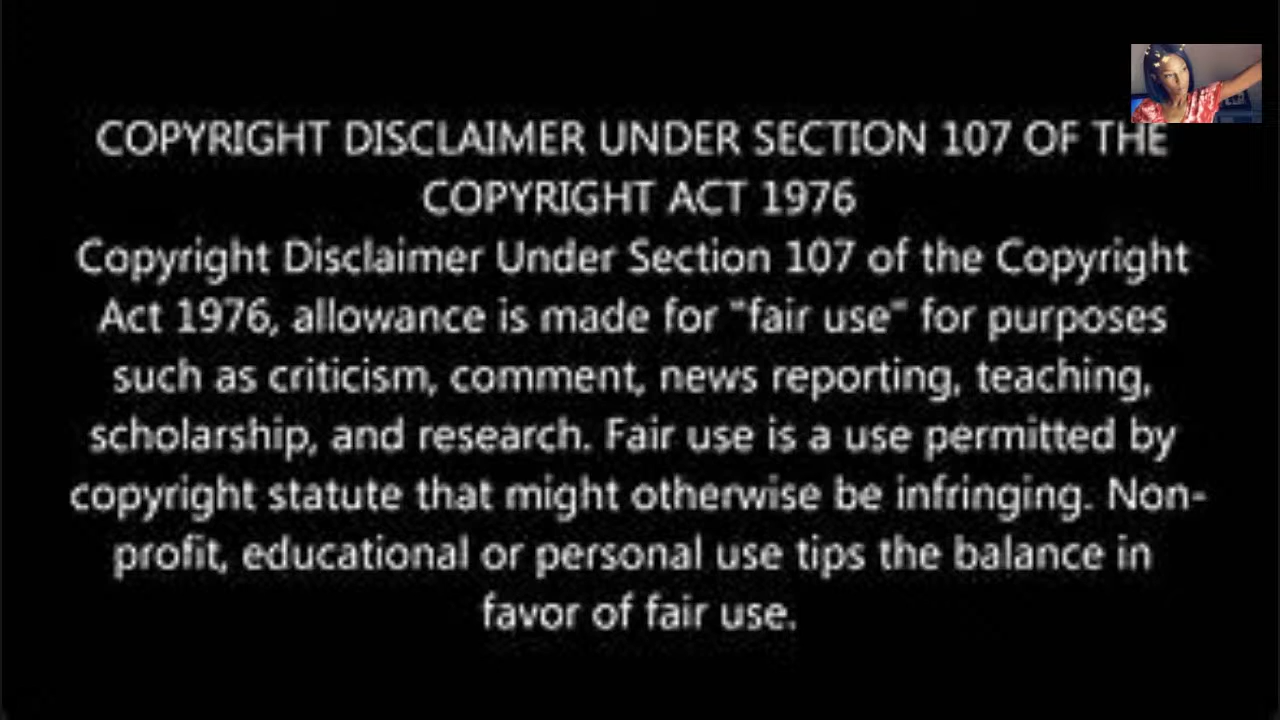 COPYRIGHT DISCLAIMER UNDER SECTION 107 OF THE
COPYRIGHT ACT 1976
Copyright Disclaimer Under Section 107 of the Copyright
Act 1976, allowance is made for "fair use" for purposes
such as criticism, comment, news reporting, teaching,
scholarship, and research. Fair use is a use permitted by
copyright statute that might otherwise be infringing. Non-
profit, educational or personal use tips the balance in
favor of fair use.